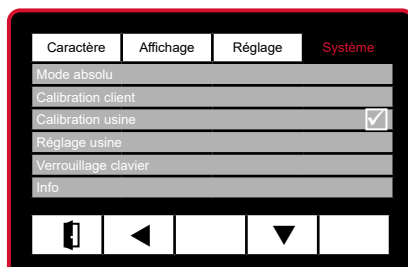 Caractère Affichage Réglage Système
Mode absolu
Calibration client
Calibration usine
Réglage usine
Verrouillage clavier
Info